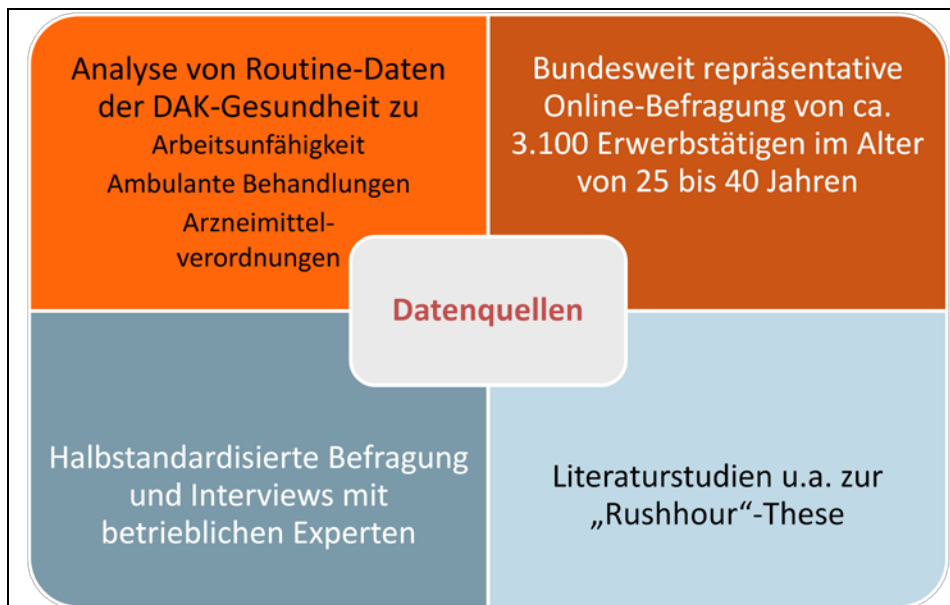 Analyse von Routine-Daten
der DAK-Gesundheit zu
Arbeitsunfähigkeit
Ambulante Behandlungen
Arzneimittel-
verordnungen
Bundesweit repräsentative
Online-Befragung von ca.
3.100 Erwerbstätigen im Alter
von 25 bis 40 Jahren
Datenquellen
Halbstandardisierte Befragung
und Interviews mit
betrieblichen Experten
Literaturstudien u.a. zur
„Rushhour“-These